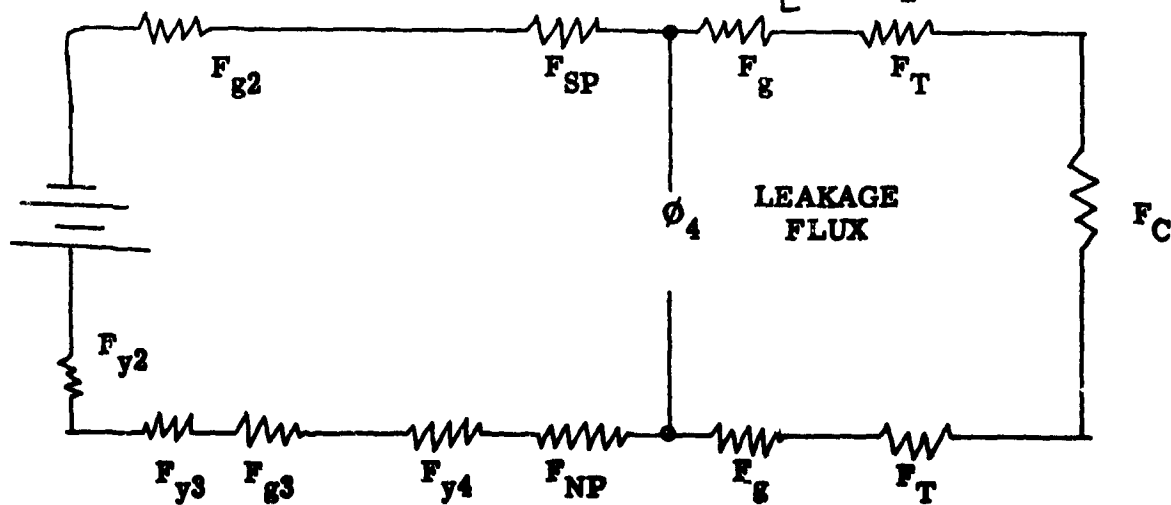 F_g2 F_SP F_g F_T
ø_4 LEAKAGE
FLUX
F_C
F_y2
F_y3 F_g3 F_y4 F_NP F_g F_T